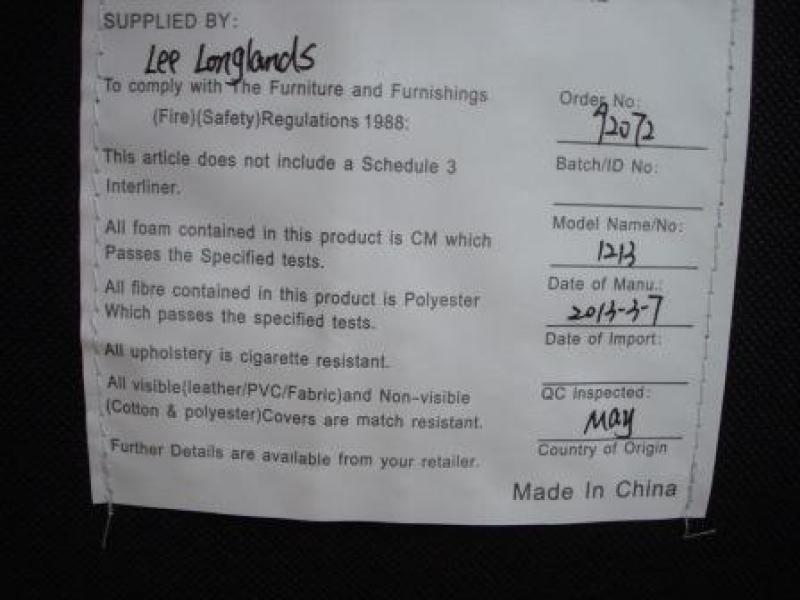 SUPPLIED BY:
Lee Longlands
To comply with The Furniture and Furnishings
(Fire)(Safety)Regulations 1988:
This article does not include a Schedule 3
Interliner.
All foam contained in this product is CM which
Passes the Specified tests.
All fibre contained in this product is Polyester
Which passes the specified tests.
All upholstery is cigarette resistant.
All visible(leather/PVC/Fabric)and Non-visible
(Cotton & polyester)Covers are match resistant.
Further Details are available from your retailer.
Order No:
92072
Batch/ID No:
Model Name/No:
1213
Date of Manu.:
2013-3-7
Date of Import:
QC Inspected:
May
Country of Origin
Made In China